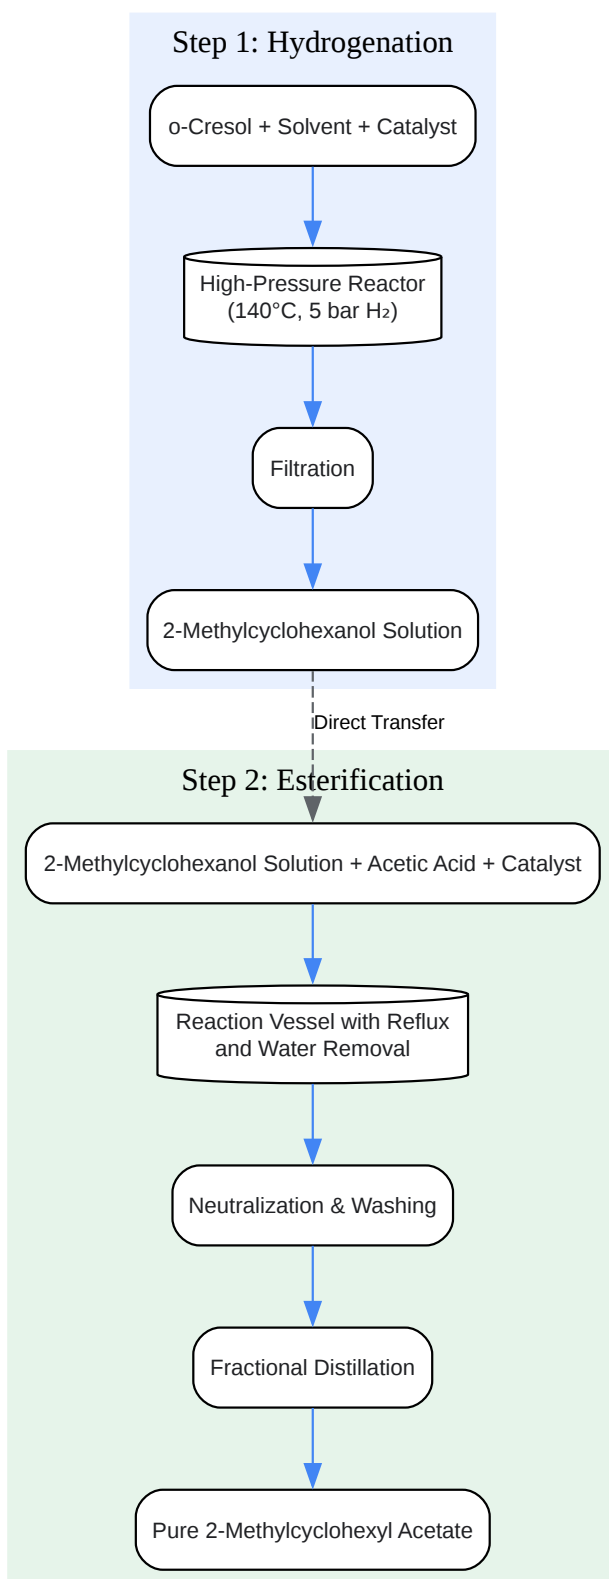 Step 1: Hydrogenation
o-Cresol + Solvent + Catalyst
High-Pressure Reactor
(140°C, 5 bar H₂)
Filtration
2-Methylcyclohexanol Solution
Direct Transfer
Step 2: Esterification
2-Methylcyclohexanol Solution + Acetic Acid + Catalyst
Reaction Vessel with Reflux
and Water Removal
Neutralization & Washing
Fractional Distillation
Pure 2-Methylcyclohexyl Acetate